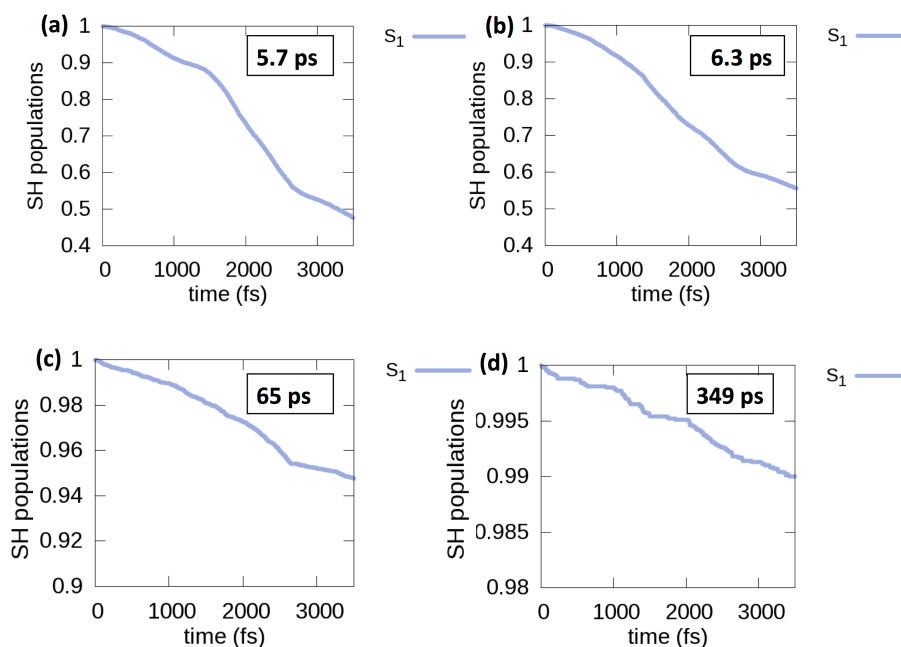 (a)
S₁
5.7 ps
1
0.9
0.8
0.7
0.6
0.5
0.4
SH populations
0 1000 2000 3000
time (fs)
(b)
S₁
6.3 ps
1
0.9
0.8
0.7
0.6
0.5
0.4
SH populations
0 1000 2000 3000
time (fs)
(c)
S₁
65 ps
1
0.98
0.96
0.94
0.92
0.9
SH populations
0 1000 2000 3000
time (fs)
(d)
S₁
349 ps
1
0.995
0.99
0.985
0.98
SH populations
0 1000 2000 3000
time (fs)